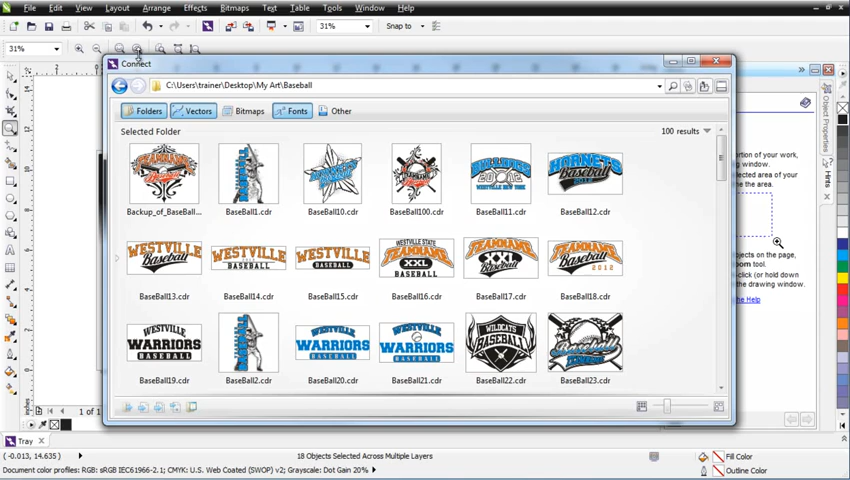 File Edit View Layout Arrange Effects Bitmaps Text Table Tools Window Help
31% Snap to
31%
Connect
C:\Users\trainer\Desktop\My Art\Baseball
Folders Vectors Bitmaps Fonts Other
Selected Folder 100 results
Backup_of_BaseBall... BaseBall1.cdr BaseBall10.cdr BaseBall100.cdr BaseBall11.cdr BaseBall12.cdr
WESTVILLE Baseball WESTVILLE BASEBALL WESTVILLE BASEBALL WESTVILLE STATE TEAMNAME XXL BASEBALL TEAMNAME XXL Baseball TEAMNAME Baseball 2012
BaseBall13.cdr BaseBall14.cdr BaseBall15.cdr BaseBall16.cdr BaseBall17.cdr BaseBall18.cdr
WESTVILLE WARRIORS BASEBALL BASEBALL WESTVILLE WARRIORS BASEBALL WESTVILLE WARRIORS BASEBALL WILDCATS BASEBALL Baseball
BaseBall19.cdr BaseBall2.cdr BaseBall20.cdr BaseBall21.cdr BaseBall22.cdr BaseBall23.cdr
Object Properties
Hints
ortion of your work,
ing window.
elected area of your
e the area.
bjects on the page,
om tool.
-click (or hold down
the drawing window.
the Help
inches
1 of 1
Tray
(-0.013, 14.635) 18 Objects Selected Across Multiple Layers Fill Color
Document color profiles: RGB: sRGB IEC61966-2.1; CMYK: U.S. Web Coated (SWOP) v2; Grayscale: Dot Gain 20% Outline Color